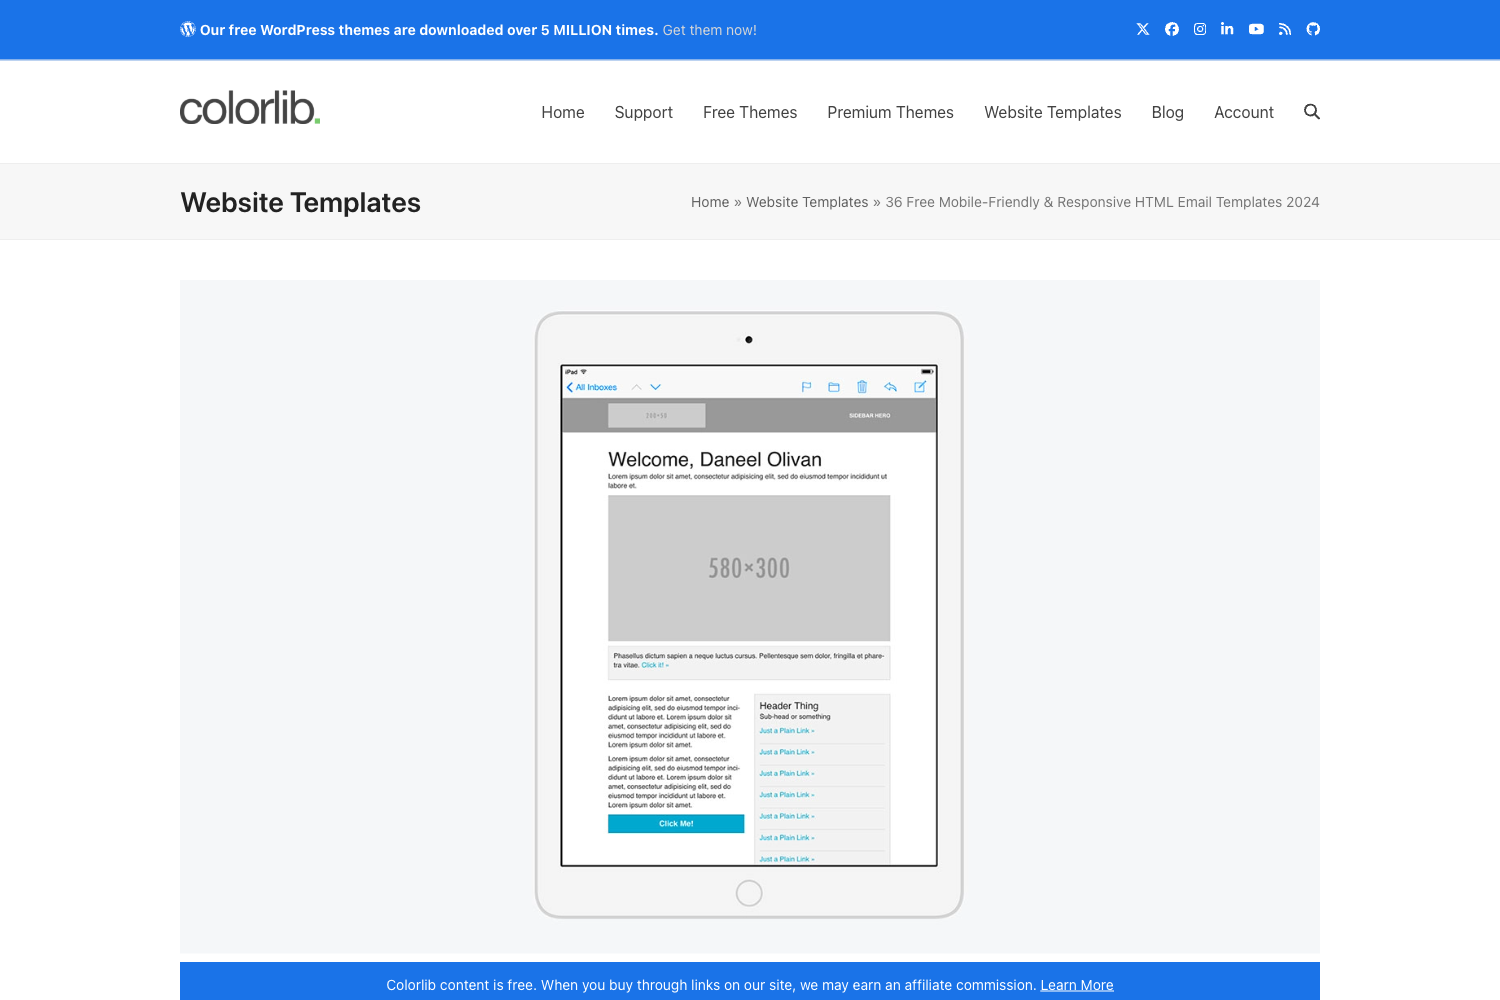 Our free WordPress themes are downloaded over 5 MILLION times. Get them now!
colorlib.
Home Support Free Themes Premium Themes Website Templates Blog Account
Website Templates
Home » Website Templates » 36 Free Mobile-Friendly & Responsive HTML Email Templates 2024
iPad
All Inboxes
200×50
SIDEBAR HERO
Welcome, Daneel Olivan
Lorem ipsum dolor sit amet, consectetur adipisicing elit, sed do eiusmod tempor incididunt ut
labore et.
580×300
Phasellus dictum sapien a neque luctus cursus. Pellentesque sem dolor, fringilla et phare-
tra vitae. Click it! »
Lorem ipsum dolor sit amet, consectetur
adipisicing elit, sed do eiusmod tempor inci-
didunt ut labore et. Lorem ipsum dolor sit
amet, consectetur adipisicing elit, sed do
eiusmod tempor incididunt ut labore et.
Lorem ipsum dolor sit amet.
Lorem ipsum dolor sit amet, consectetur
adipisicing elit, sed do eiusmod tempor inci-
didunt ut labore et. Lorem ipsum dolor sit
amet, consectetur adipisicing elit, sed do
eiusmod tempor incididunt ut labore et.
Lorem ipsum dolor sit amet.
Click Me!
Header Thing
Sub-head or something
Just a Plain Link »
Just a Plain Link »
Just a Plain Link »
Just a Plain Link »
Just a Plain Link »
Just a Plain Link »
Just a Plain Link »
Colorlib content is free. When you buy through links on our site, we may earn an affiliate commission. Learn More